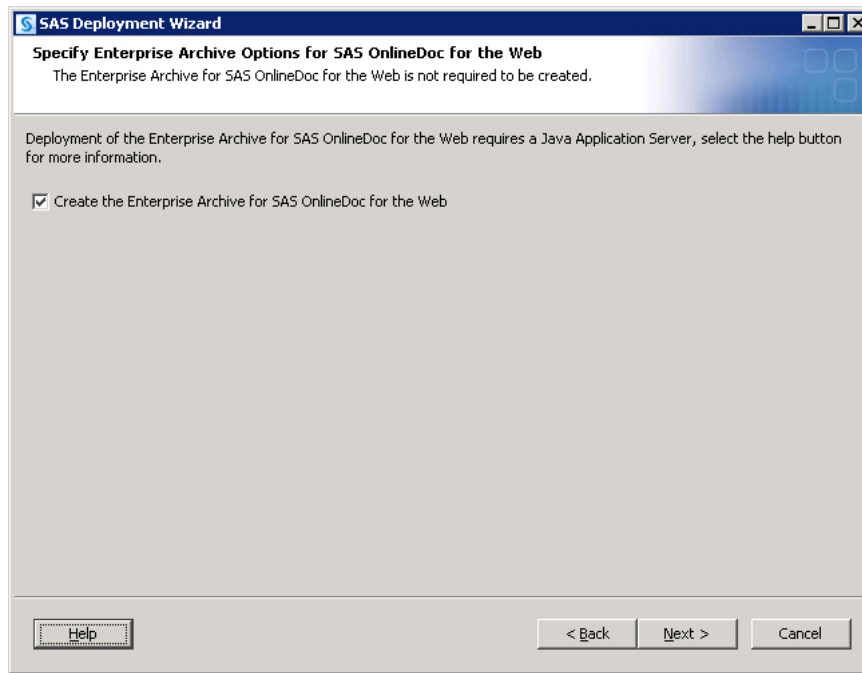 SAS Deployment Wizard
Specify Enterprise Archive Options for SAS OnlineDoc for the Web
The Enterprise Archive for SAS OnlineDoc for the Web is not required to be created.
Deployment of the Enterprise Archive for SAS OnlineDoc for the Web requires a Java Application Server, select the help button
for more information.
Create the Enterprise Archive for SAS OnlineDoc for the Web
Help
< Back
Next >
Cancel